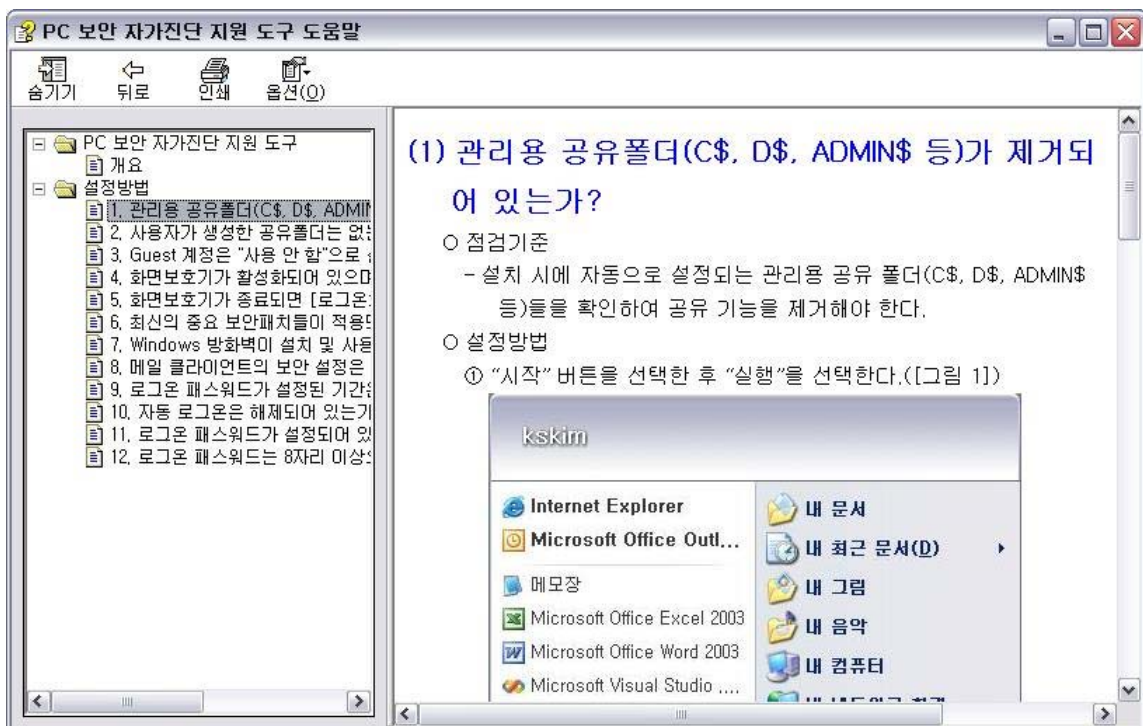 PC 보안 자가진단 지원 도구 도움말
숨기기 뒤로 인쇄 옵션(O)
PC 보안 자가진단 지원 도구
개요
설정방법
1. 관리용 공유폴더(C$, D$, ADMIN
2. 사용자가 생성한 공유폴더는 없
3. Guest 계정은 "사용 안 함"으로
4. 화면보호기가 활성화되어 있으며
5. 화면보호기가 종료되면 [로그온
6. 최신의 중요 보안패치들이 적용
7. Windows 방화벽이 설치 및 사용
8. 메일 클라이언트의 보안 설정은
9. 로그온 패스워드가 설정된 기간
10. 자동 로그온은 해제되어 있는가
11. 로그온 패스워드가 설정되어 있
12. 로그온 패스워드는 8자리 이상
(1) 관리용 공유폴더(C$, D$, ADMIN$ 등)가 제거되
어 있는가?
○ 점검기준
- 설치 시에 자동으로 설정되는 관리용 공유 폴더(C$, D$, ADMIN$
등)들을 확인하여 공유 기능을 제거해야 한다.
○ 설정방법
① "시작" 버튼을 선택한 후 "실행"을 선택한다.([그림 1])
kskim
Internet Explorer
Microsoft Office Outl...
메모장
Microsoft Office Excel 2003
Microsoft Office Word 2003
Microsoft Visual Studio ....
내 문서
내 최근 문서(D)
내 그림
내 음악
내 컴퓨터